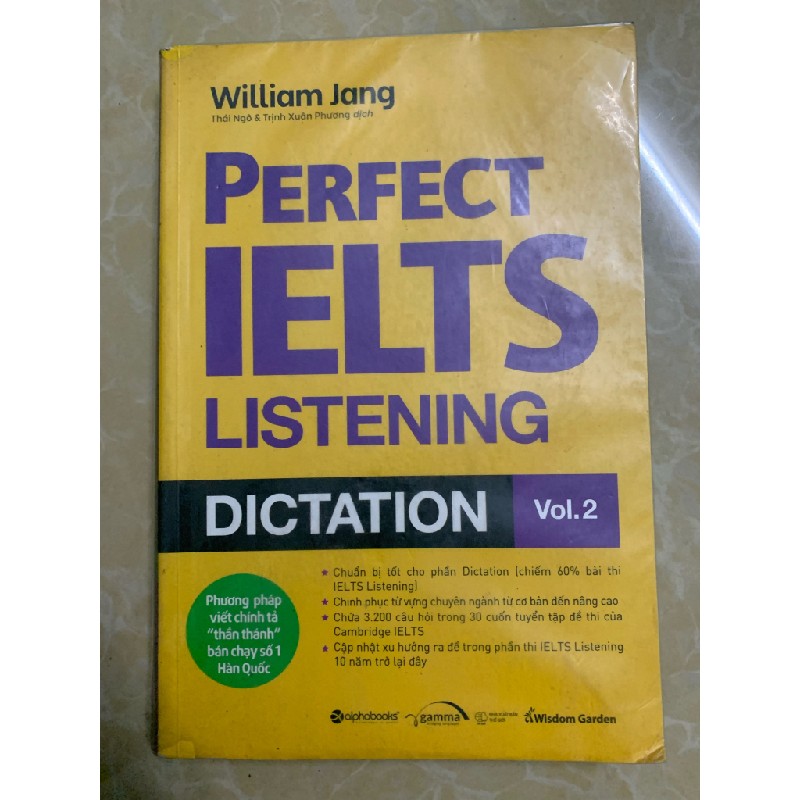 William Jang
Thái Ngô & Trịnh Xuân Phương dịch
PERFECT
IELTS
LISTENING
DICTATION
Vol.2
Phương pháp
viết chính tả
"thần thánh"
bán chạy số 1
Hàn Quốc
★ Chuẩn bị tốt cho phần Dictation (chiếm 60% bài thi
IELTS Listening)
★ Chinh phục từ vựng chuyên ngành từ cơ bản đến nâng cao
★ Chứa 3.200 câu hỏi trong 30 cuốn tuyển tập đề thi của
Cambridge IELTS
★ Cập nhật xu hướng ra đề trong phần thi IELTS Listening
10 năm trở lại đây
alphabooks
gamma
Wisdom Garden